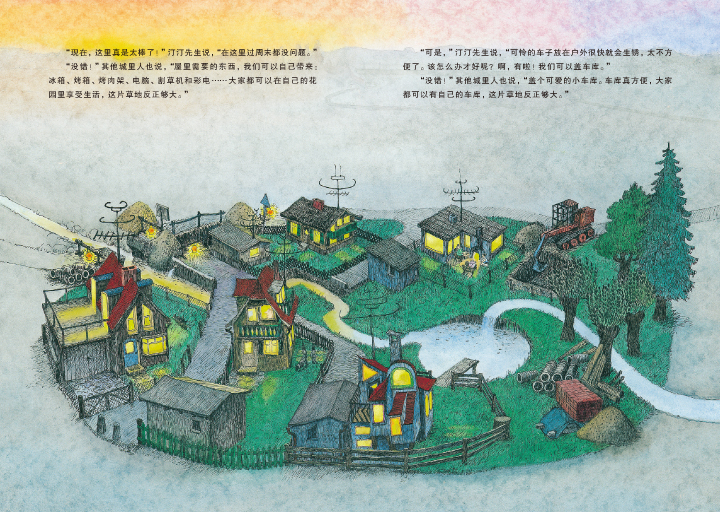 “现在，这里真是太棒了！”汀汀先生说，“在这里过周末都没问题。”
“没错！”其他城里人也说，“屋里需要的东西，我们可以自己带来：
冰箱、烤箱、烤肉架、电脑、割草机和彩电……大家都可以在自己的花
园里享受生活，这片草地反正够大。”
“可是，”汀汀先生说，“可怜的车子放在户外很快就会生锈，太不方
便了。该怎么办才好呢？啊，有啦！我们可以盖车库。”
“没错！”其他城里人也说，“盖个可爱的小车库。车库真方便，大家
都可以有自己的车库，这片草地反正够大。”